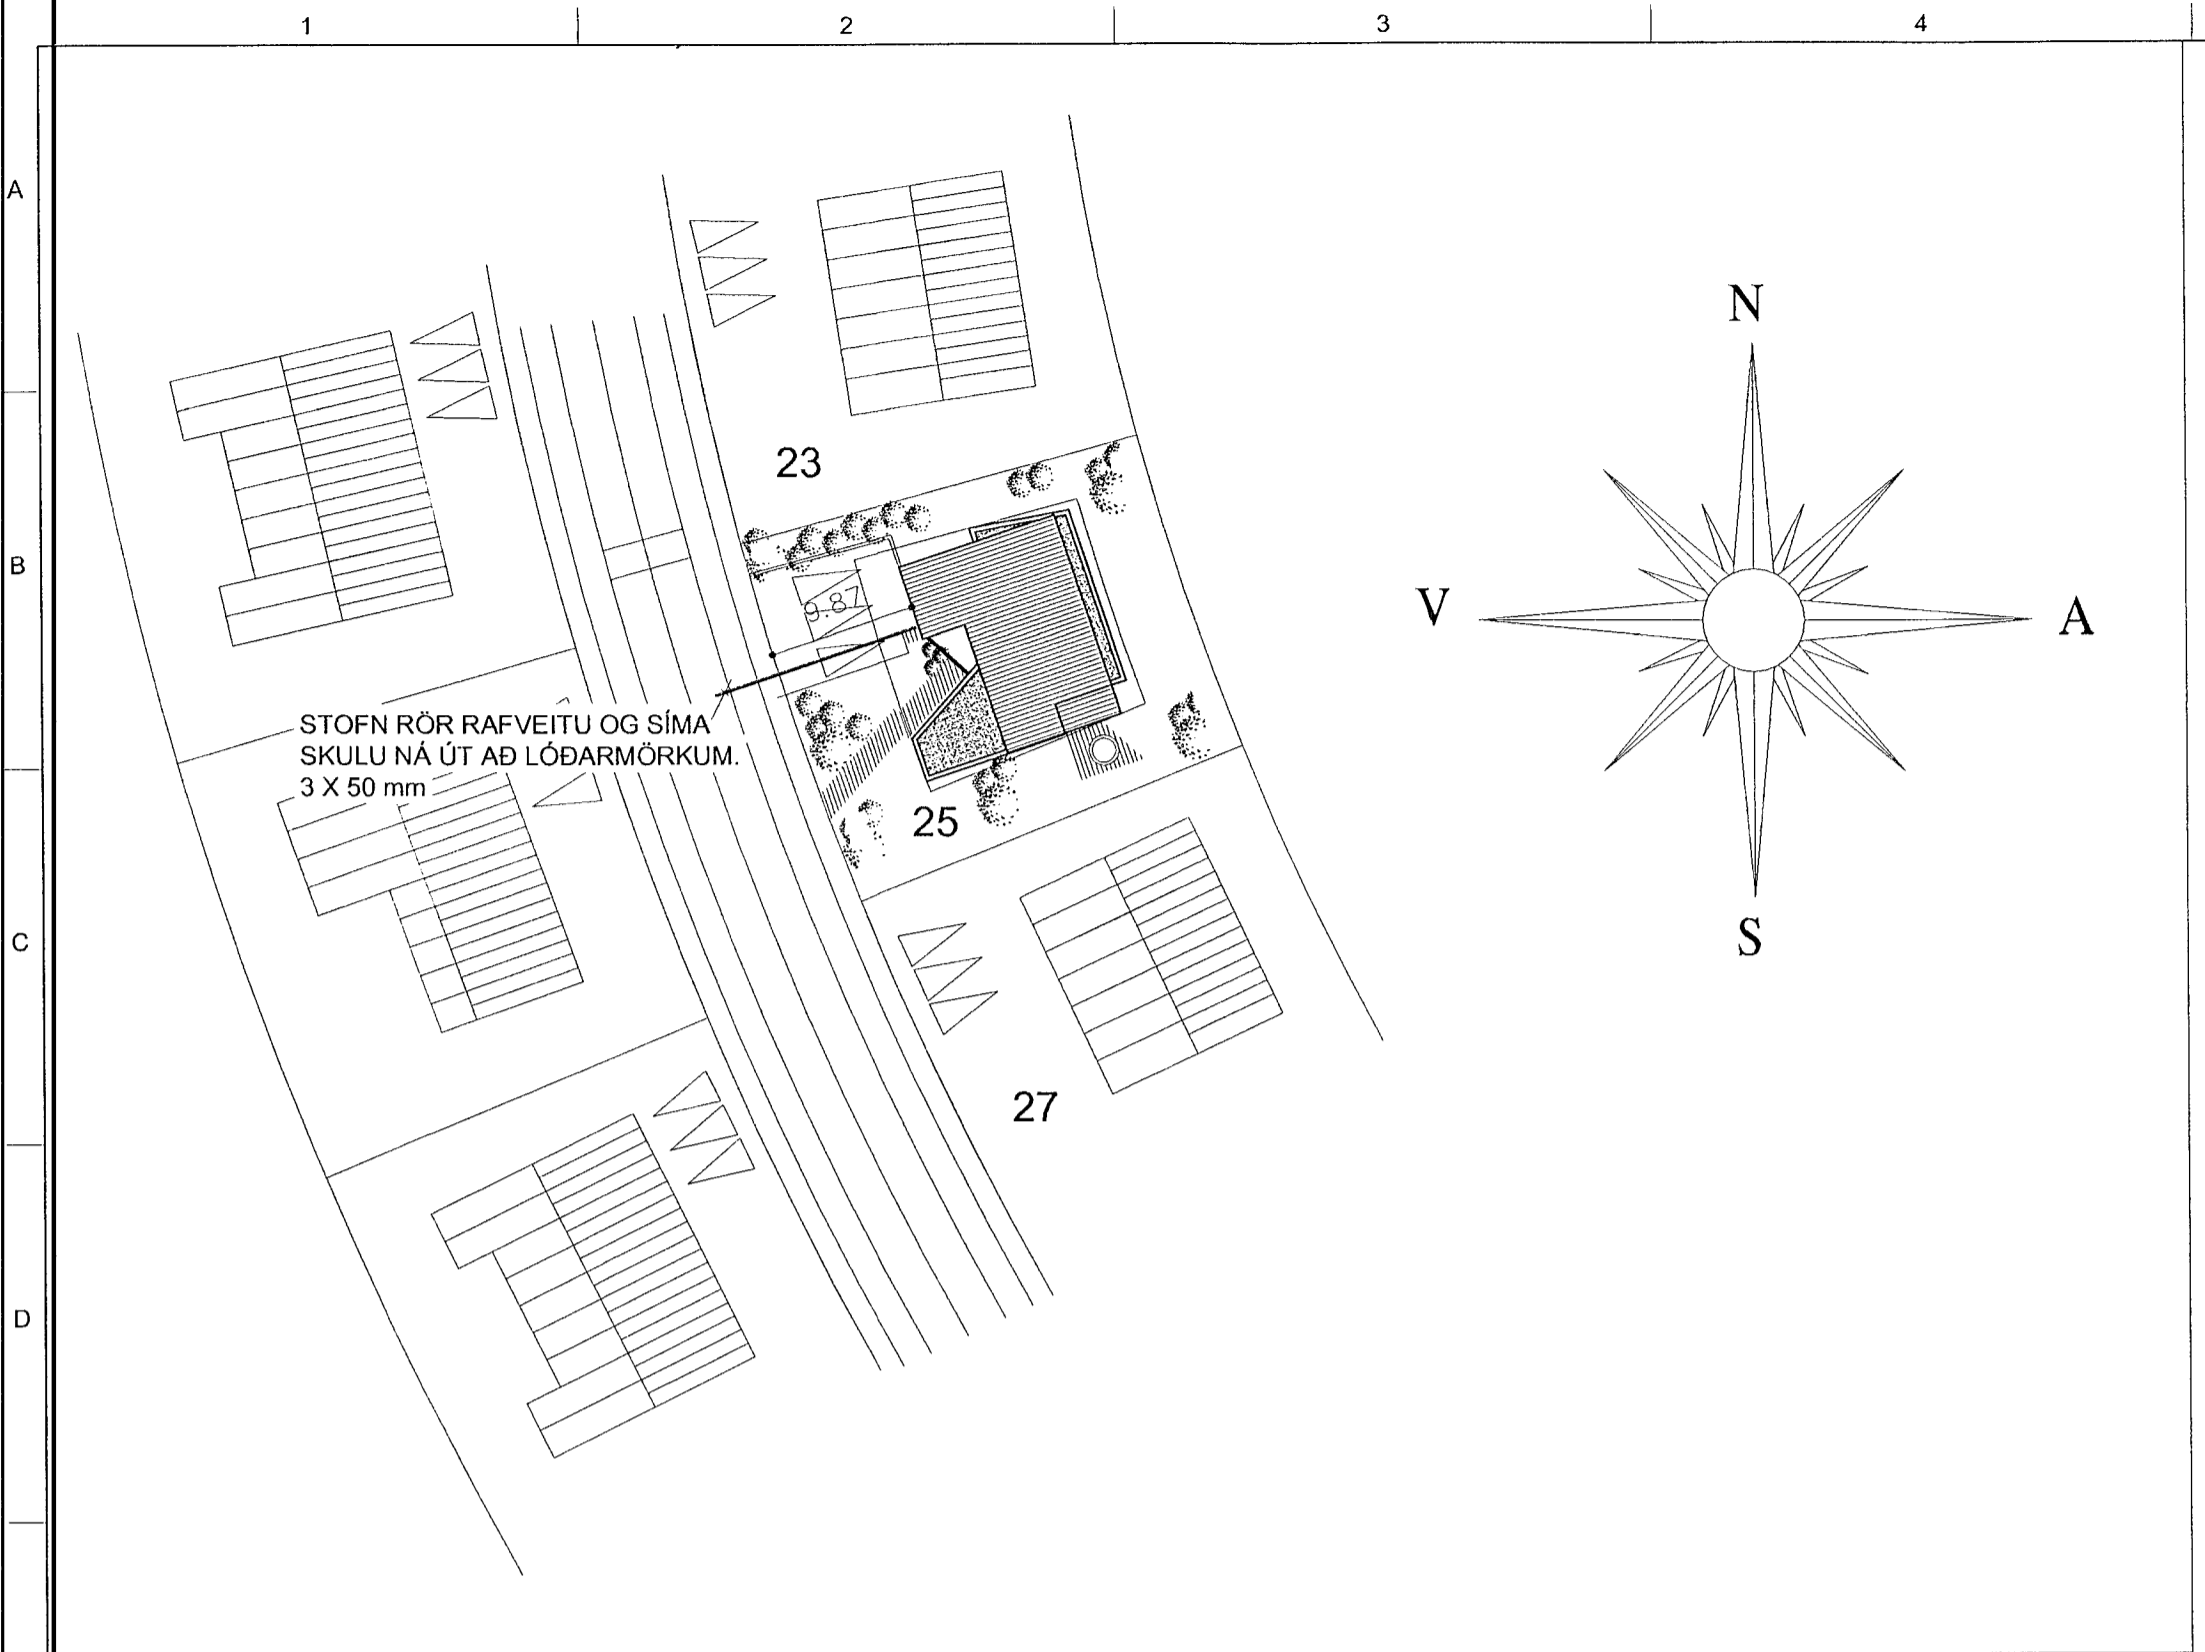 1 2 3 4
A
B
C
D
N
V
A
S
23
9.87
STOFN RÖR RAFVEITU OG SÍMA
SKULU NÁ ÚT AÐ LÓÐARMÖRKUM.
3 X 50 mm
25
27